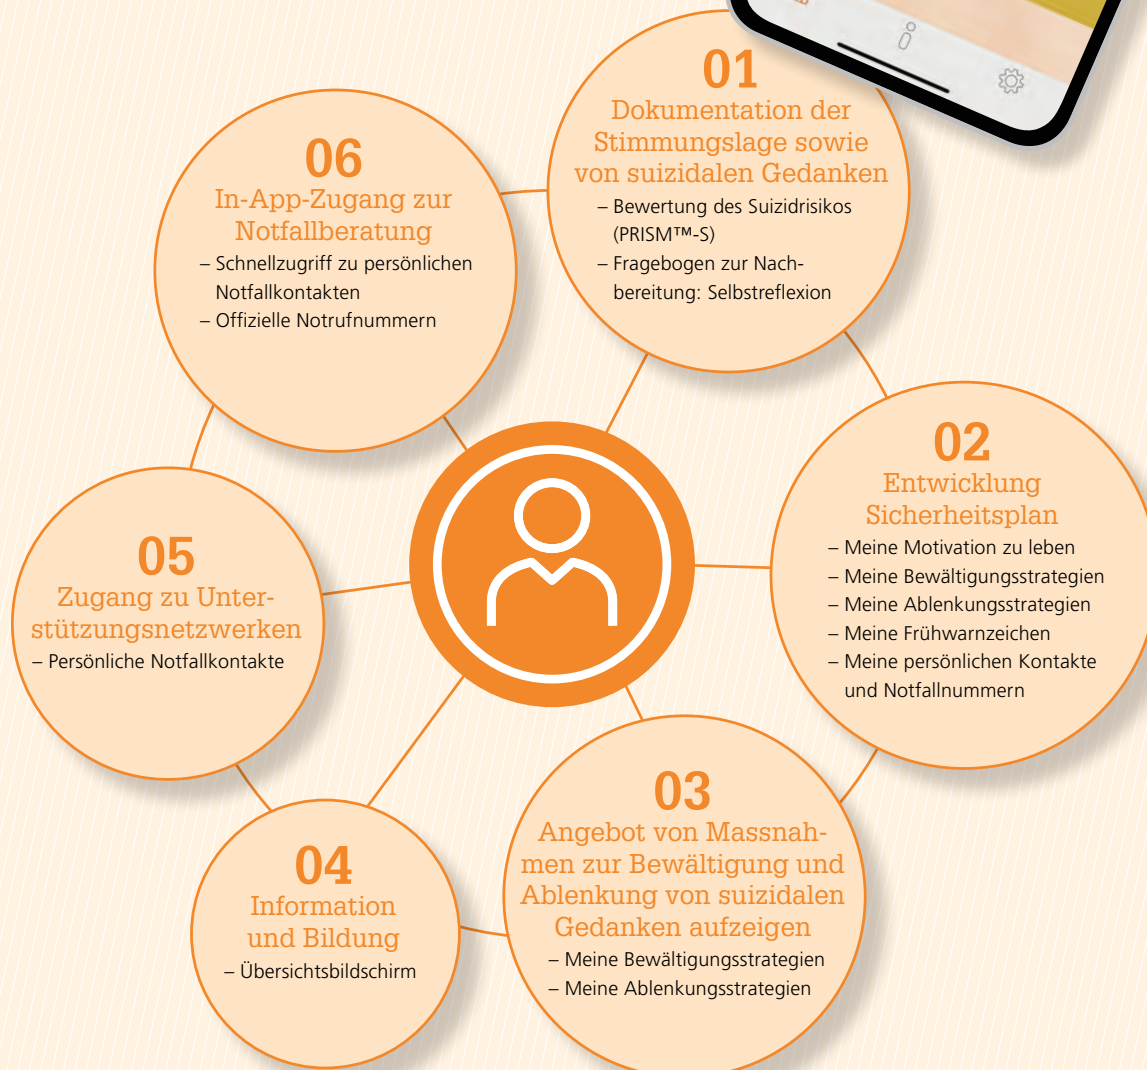 01
Dokumentation der
Stimmungslage sowie
von suizidalen Gedanken
– Bewertung des Suizidrisikos
(PRISM™-S)
– Fragebogen zur Nach-
bereitung: Selbstreflexion
02
Entwicklung
Sicherheitsplan
– Meine Motivation zu leben
– Meine Bewältigungsstrategien
– Meine Ablenkungsstrategien
– Meine Frühwarnzeichen
– Meine persönlichen Kontakte
und Notfallnummern
03
Angebot von Massnah-
men zur Bewältigung und
Ablenkung von suizidalen
Gedanken aufzeigen
– Meine Bewältigungsstrategien
– Meine Ablenkungsstrategien
04
Information
und Bildung
– Übersichtsbildschirm
05
Zugang zu Unter-
stützungsnetzwerken
– Persönliche Notfallkontakte
06
In-App-Zugang zur
Notfallberatung
– Schnellzugriff zu persönlichen
Notfallkontakten
– Offizielle Notrufnummern